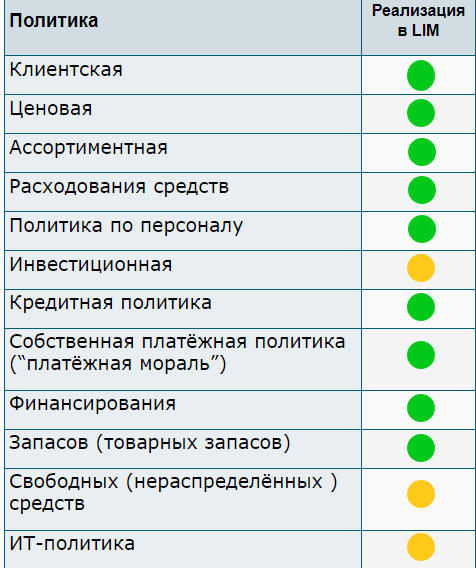 Политика
Реализация
в LIM
Клиентская
Ценовая
Ассортиментная
Расходования средств
Политика по персоналу
Инвестиционная
Кредитная политика
Собственная платёжная политика
(“платёжная мораль”)
Финансирования
Запасов (товарных запасов)
Свободных (нераспределённых )
средств
ИТ-политика